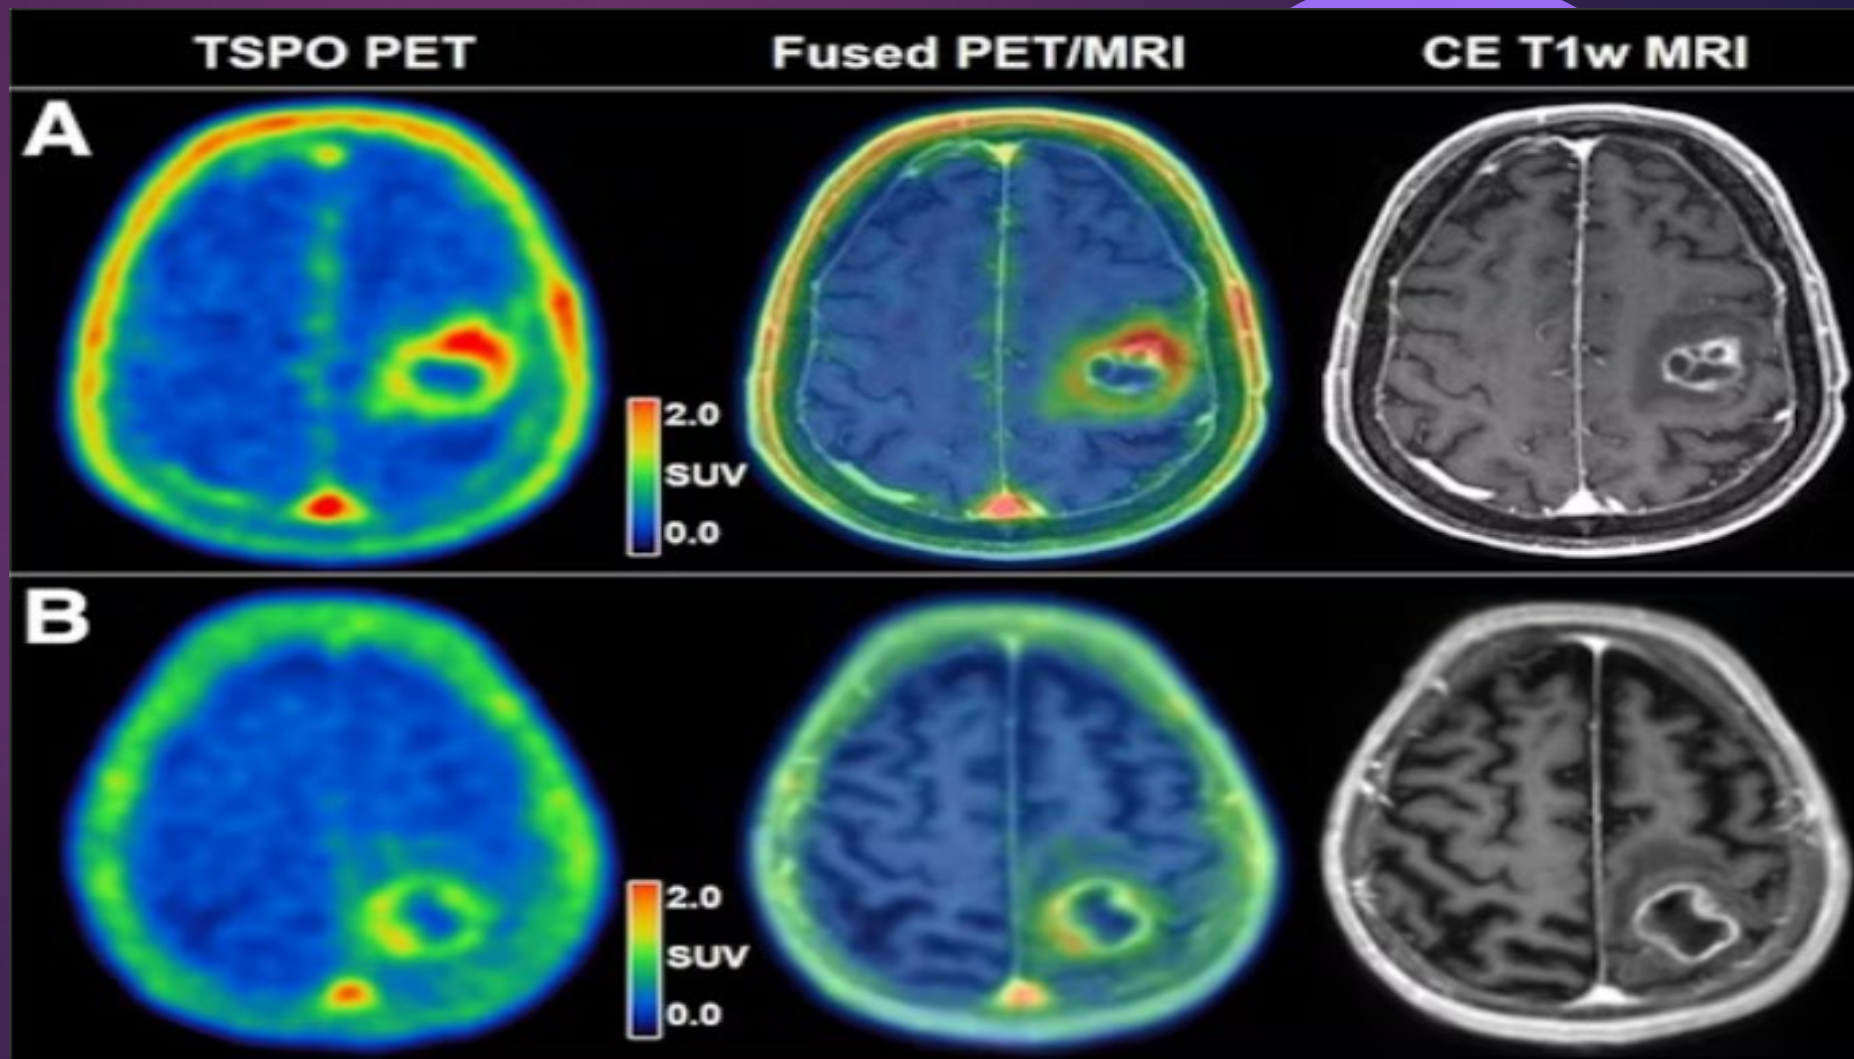 TSPO PET Fused PET/MRI CE T1w MRI
A
2.0
SUV
0.0
B
2.0
SUV
0.0